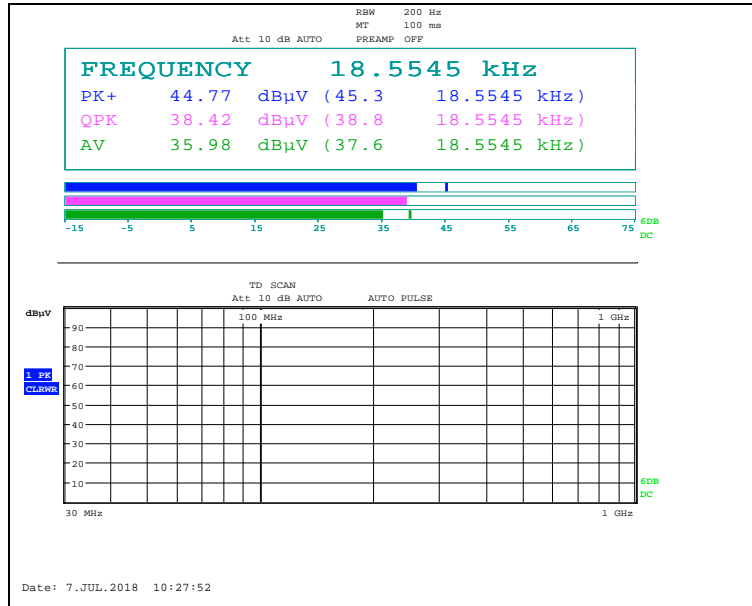 RBW 200 Hz
MT 100 ms
Att 10 dB AUTO PREAMP OFF
FREQUENCY 18.5545 kHz
PK+ 44.77 dBµV (45.3 18.5545 kHz)
QPK 38.42 dBµV (38.8 18.5545 kHz)
AV 35.98 dBµV (37.6 18.5545 kHz)
-15 -5 5 15 25 35 45 55 65 75
6DB
DC
TD SCAN
Att 10 dB AUTO AUTO PULSE
dBµV
100 MHz 1 GHz
90
80
70
1 PK
CLRWR
60
50
40
30
20
10
6DB
DC
30 MHz 1 GHz
Date: 7.JUL.2018 10:27:52